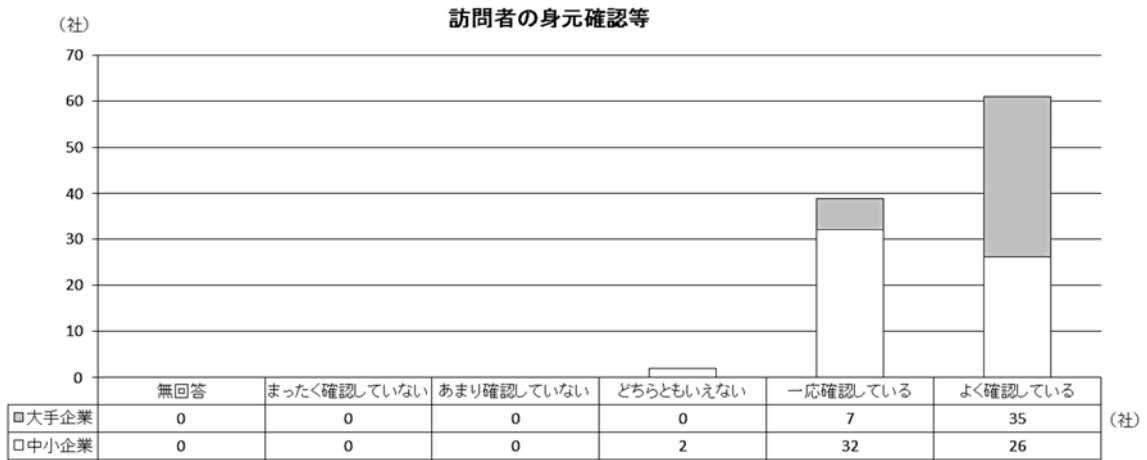 訪問者の身元確認等
（社）
70
60
50
40
30
20
10
0
無回答 まったく確認していない あまり確認していない どちらともいえない 一応確認している よく確認している
大手企業 0 0 0 0 7 35 （社）
中小企業 0 0 0 2 32 26